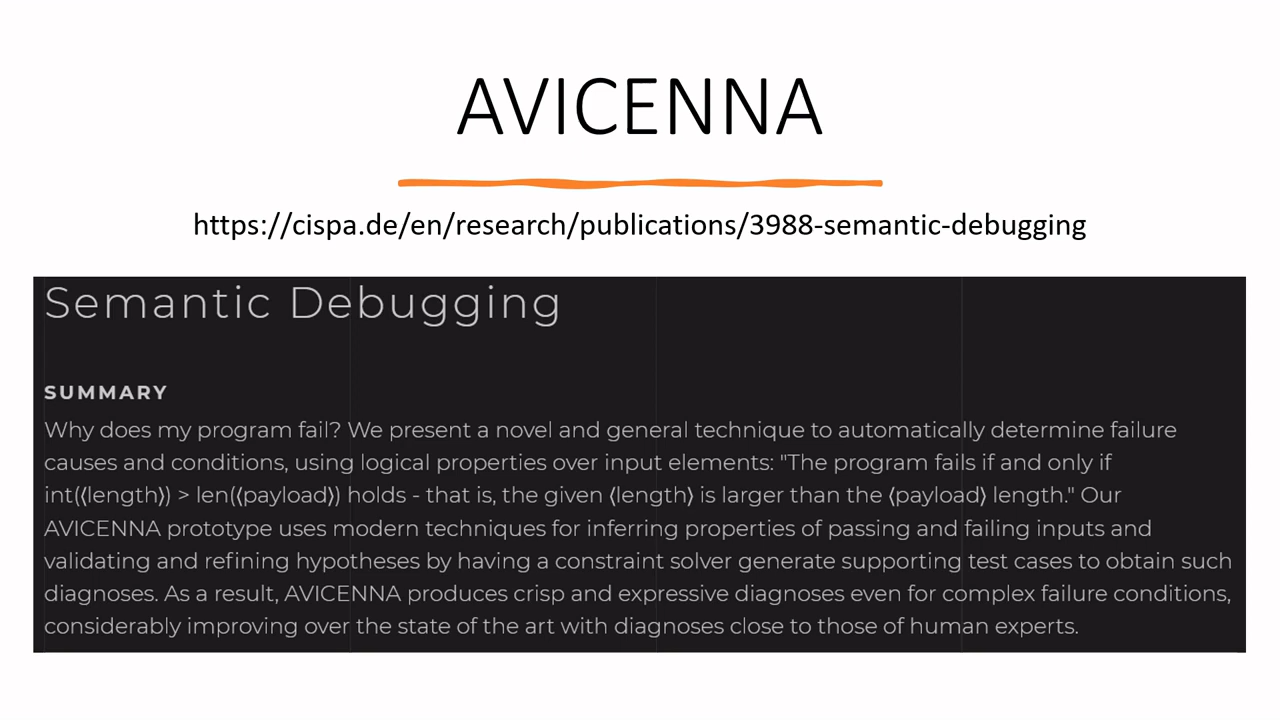 AVICENNA
https://cispa.de/en/research/publications/3988-semantic-debugging
Semantic Debugging
SUMMARY
Why does my program fail? We present a novel and general technique to automatically determine failure
causes and conditions, using logical properties over input elements: "The program fails if and only if
int(⟨length⟩) > len(⟨payload⟩) holds - that is, the given ⟨length⟩ is larger than the ⟨payload⟩ length." Our
AVICENNA prototype uses modern techniques for inferring properties of passing and failing inputs and
validating and refining hypotheses by having a constraint solver generate supporting test cases to obtain such
diagnoses. As a result, AVICENNA produces crisp and expressive diagnoses even for complex failure conditions,
considerably improving over the state of the art with diagnoses close to those of human experts.